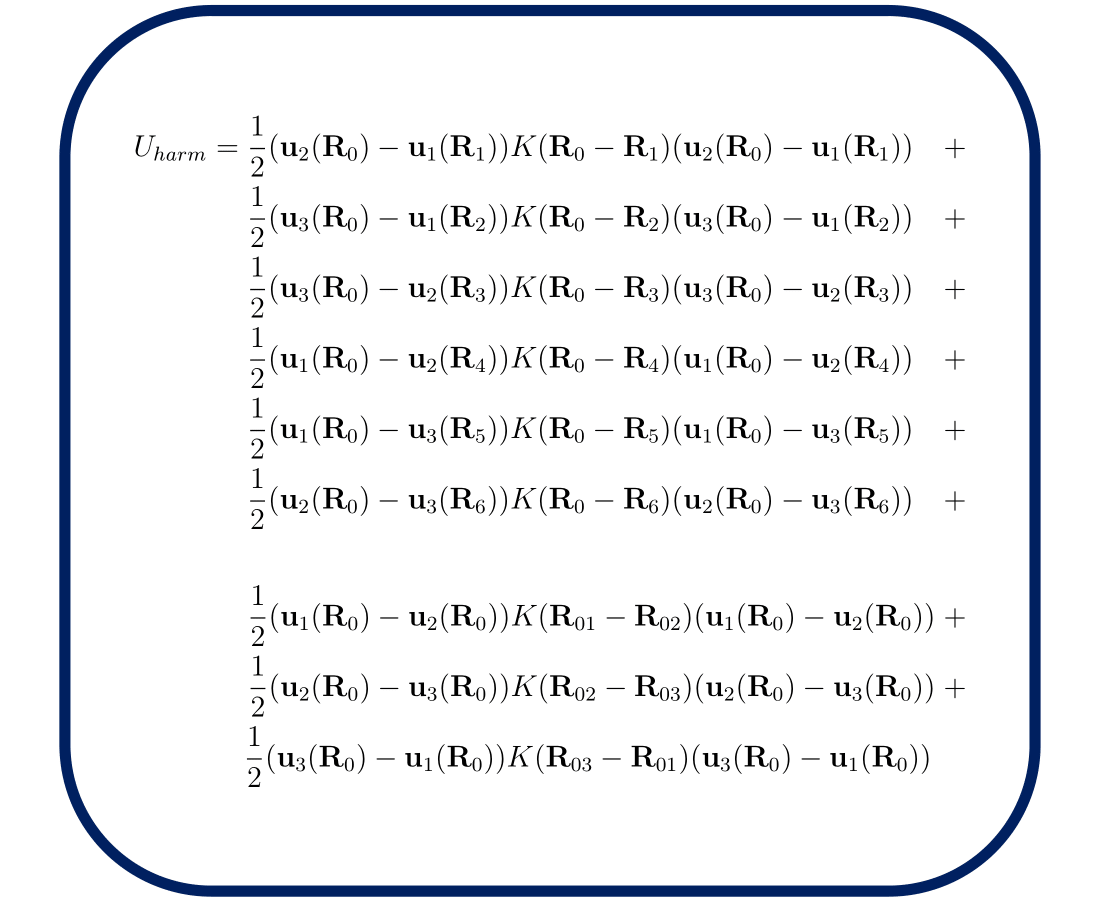 $U_{harm} = \frac{1}{2}(\mathbf{u}_2(\mathbf{R}_0) - \mathbf{u}_1(\mathbf{R}_1))K(\mathbf{R}_0 - \mathbf{R}_1)(\mathbf{u}_2(\mathbf{R}_0) - \mathbf{u}_1(\mathbf{R}_1)) \quad +$
$\frac{1}{2}(\mathbf{u}_3(\mathbf{R}_0) - \mathbf{u}_1(\mathbf{R}_2))K(\mathbf{R}_0 - \mathbf{R}_2)(\mathbf{u}_3(\mathbf{R}_0) - \mathbf{u}_1(\mathbf{R}_2)) \quad +$
$\frac{1}{2}(\mathbf{u}_3(\mathbf{R}_0) - \mathbf{u}_2(\mathbf{R}_3))K(\mathbf{R}_0 - \mathbf{R}_3)(\mathbf{u}_3(\mathbf{R}_0) - \mathbf{u}_2(\mathbf{R}_3)) \quad +$
$\frac{1}{2}(\mathbf{u}_1(\mathbf{R}_0) - \mathbf{u}_2(\mathbf{R}_4))K(\mathbf{R}_0 - \mathbf{R}_4)(\mathbf{u}_1(\mathbf{R}_0) - \mathbf{u}_2(\mathbf{R}_4)) \quad +$
$\frac{1}{2}(\mathbf{u}_1(\mathbf{R}_0) - \mathbf{u}_3(\mathbf{R}_5))K(\mathbf{R}_0 - \mathbf{R}_5)(\mathbf{u}_1(\mathbf{R}_0) - \mathbf{u}_3(\mathbf{R}_5)) \quad +$
$\frac{1}{2}(\mathbf{u}_2(\mathbf{R}_0) - \mathbf{u}_3(\mathbf{R}_6))K(\mathbf{R}_0 - \mathbf{R}_6)(\mathbf{u}_2(\mathbf{R}_0) - \mathbf{u}_3(\mathbf{R}_6)) \quad +$
$\frac{1}{2}(\mathbf{u}_1(\mathbf{R}_0) - \mathbf{u}_2(\mathbf{R}_0))K(\mathbf{R}_{01} - \mathbf{R}_{02})(\mathbf{u}_1(\mathbf{R}_0) - \mathbf{u}_2(\mathbf{R}_0)) +$
$\frac{1}{2}(\mathbf{u}_2(\mathbf{R}_0) - \mathbf{u}_3(\mathbf{R}_0))K(\mathbf{R}_{02} - \mathbf{R}_{03})(\mathbf{u}_2(\mathbf{R}_0) - \mathbf{u}_3(\mathbf{R}_0)) +$
$\frac{1}{2}(\mathbf{u}_3(\mathbf{R}_0) - \mathbf{u}_1(\mathbf{R}_0))K(\mathbf{R}_{03} - \mathbf{R}_{01})(\mathbf{u}_3(\mathbf{R}_0) - \mathbf{u}_1(\mathbf{R}_0))$